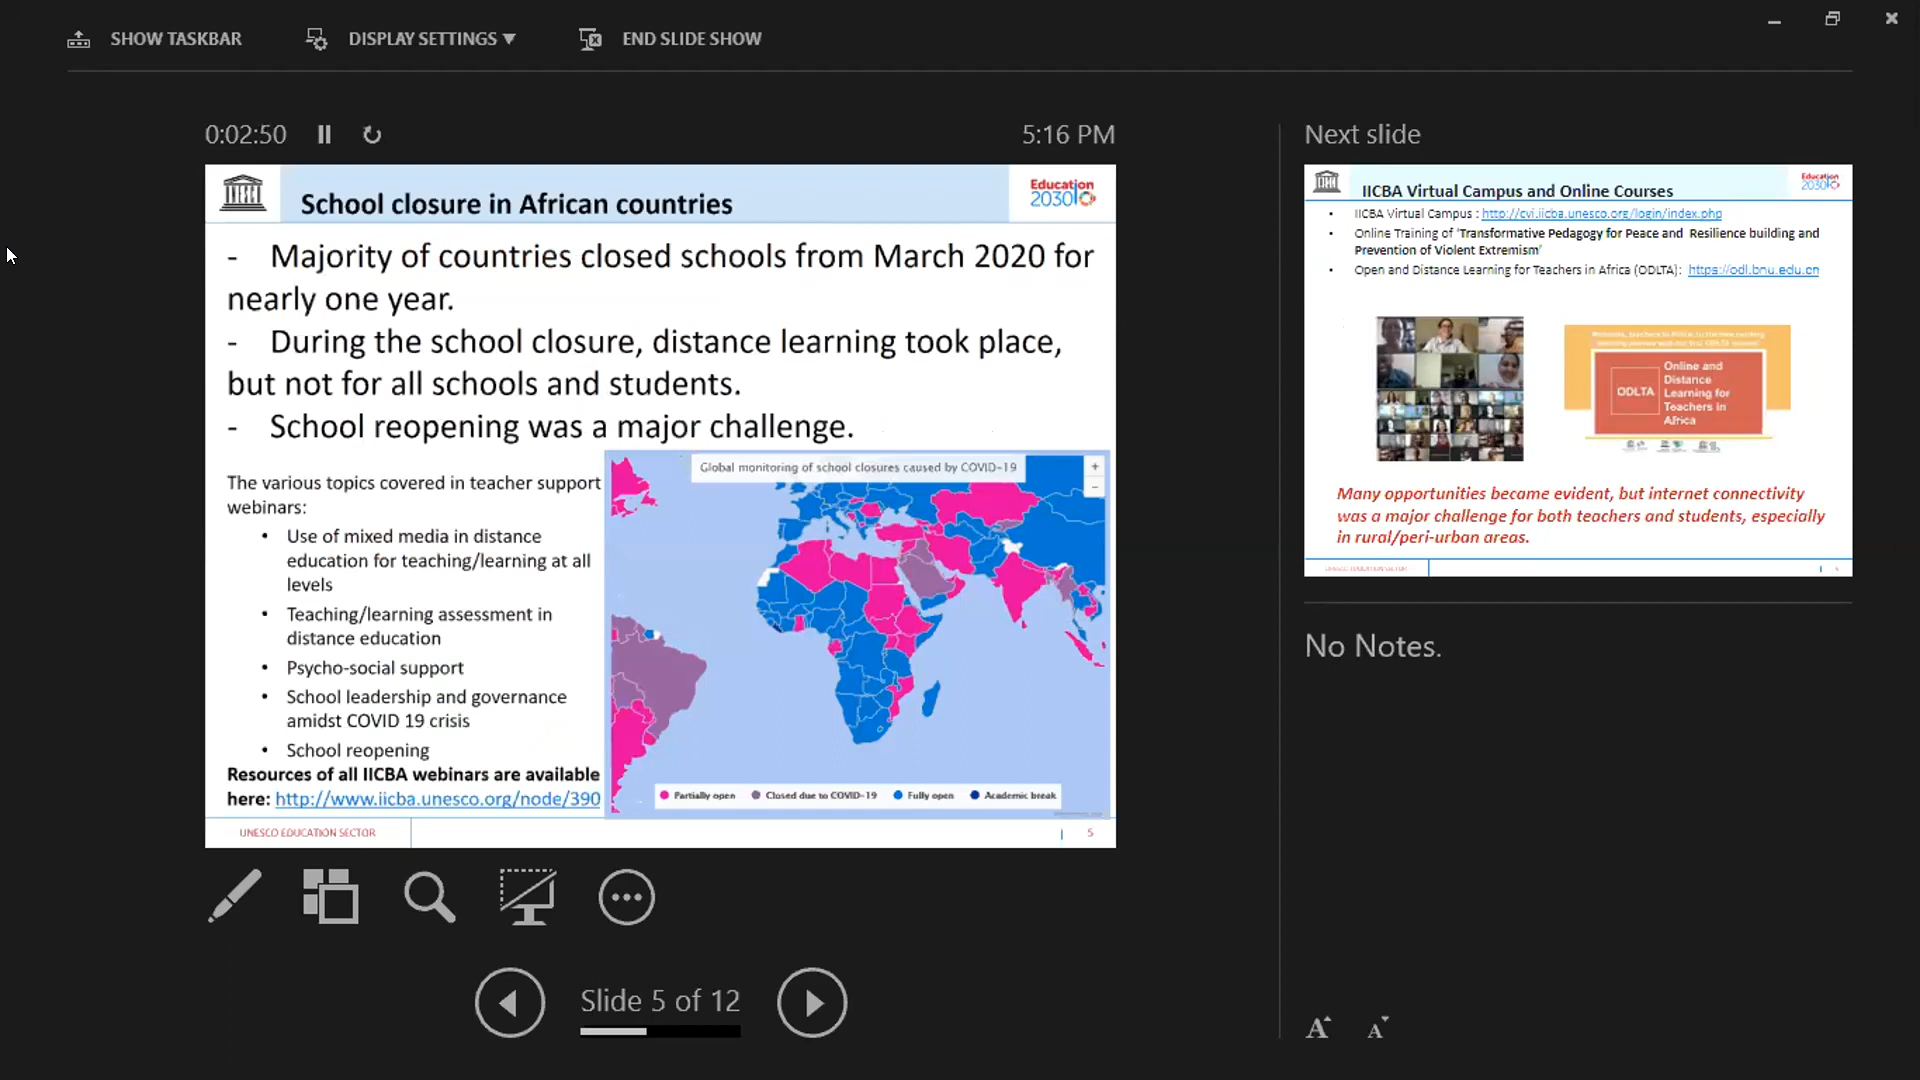 SHOW TASKBAR
DISPLAY SETTINGS
END SLIDE SHOW
0:02:50
5:16 PM
School closure in African countries
Education
2030
- Majority of countries closed schools from March 2020 for
nearly one year.
- During the school closure, distance learning took place,
but not for all schools and students.
- School reopening was a major challenge.
The various topics covered in teacher support
webinars:
• Use of mixed media in distance
education for teaching/learning at all
levels
• Teaching/learning assessment in
distance education
• Psycho-social support
• School leadership and governance
amidst COVID 19 crisis
• School reopening
Resources of all IICBA webinars are available
here: http://www.iicba.unesco.org/node/390
Global monitoring of school closures caused by COVID-19
+
-
Partially open
Closed due to COVID-19
Fully open
Academic break
UNESCO EDUCATION SECTOR
5
Slide 5 of 12
Next slide
IICBA Virtual Campus and Online Courses
Education
2030
• IICBA Virtual Campus : http://cvi.iicba.unesco.org/login/index.php
• Online Training of 'Transformative Pedagogy for Peace and Resilience building and
Prevention of Violent Extremism'
• Open and Distance Learning for Teachers in Africa (ODLTA): https://odl.bnu.edu.cn
ODLTA
Online and
Distance
Learning for
Teachers in
Africa
Many opportunities became evident, but internet connectivity
was a major challenge for both teachers and students, especially
in rural/peri-urban areas.
UNESCO EDUCATION SECTOR
No Notes.
A
A